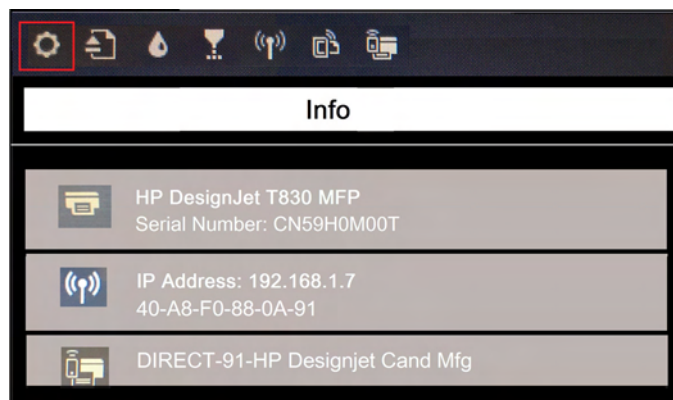 Info
HP DesignJet T830 MFP
Serial Number: CN59H0M00T
IP Address: 192.168.1.7
40-A8-F0-88-0A-91
DIRECT-91-HP Designjet Cand Mfg